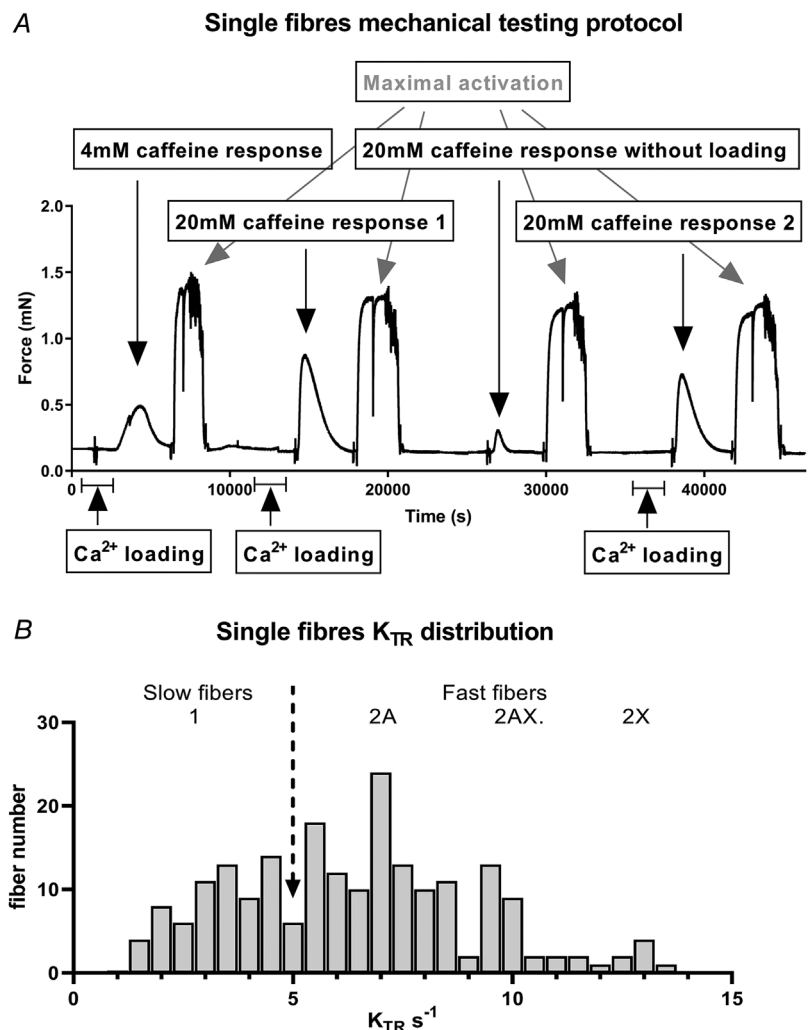 A
Single fibres mechanical testing protocol
Maximal activation
4mM caffeine response
20mM caffeine response without loading
20mM caffeine response 1
20mM caffeine response 2
Force (mN)
2.0
1.5
1.0
0.5
0.0
0 10000 20000 30000 40000
Time (s)
Ca²⁺ loading
Ca²⁺ loading
Ca²⁺ loading
B
Single fibres K_TR distribution
Slow fibers
Fast fibers
1
2A
2AX.
2X
fiber number
30
20
10
0
0 5 10 15
K_TR s⁻¹